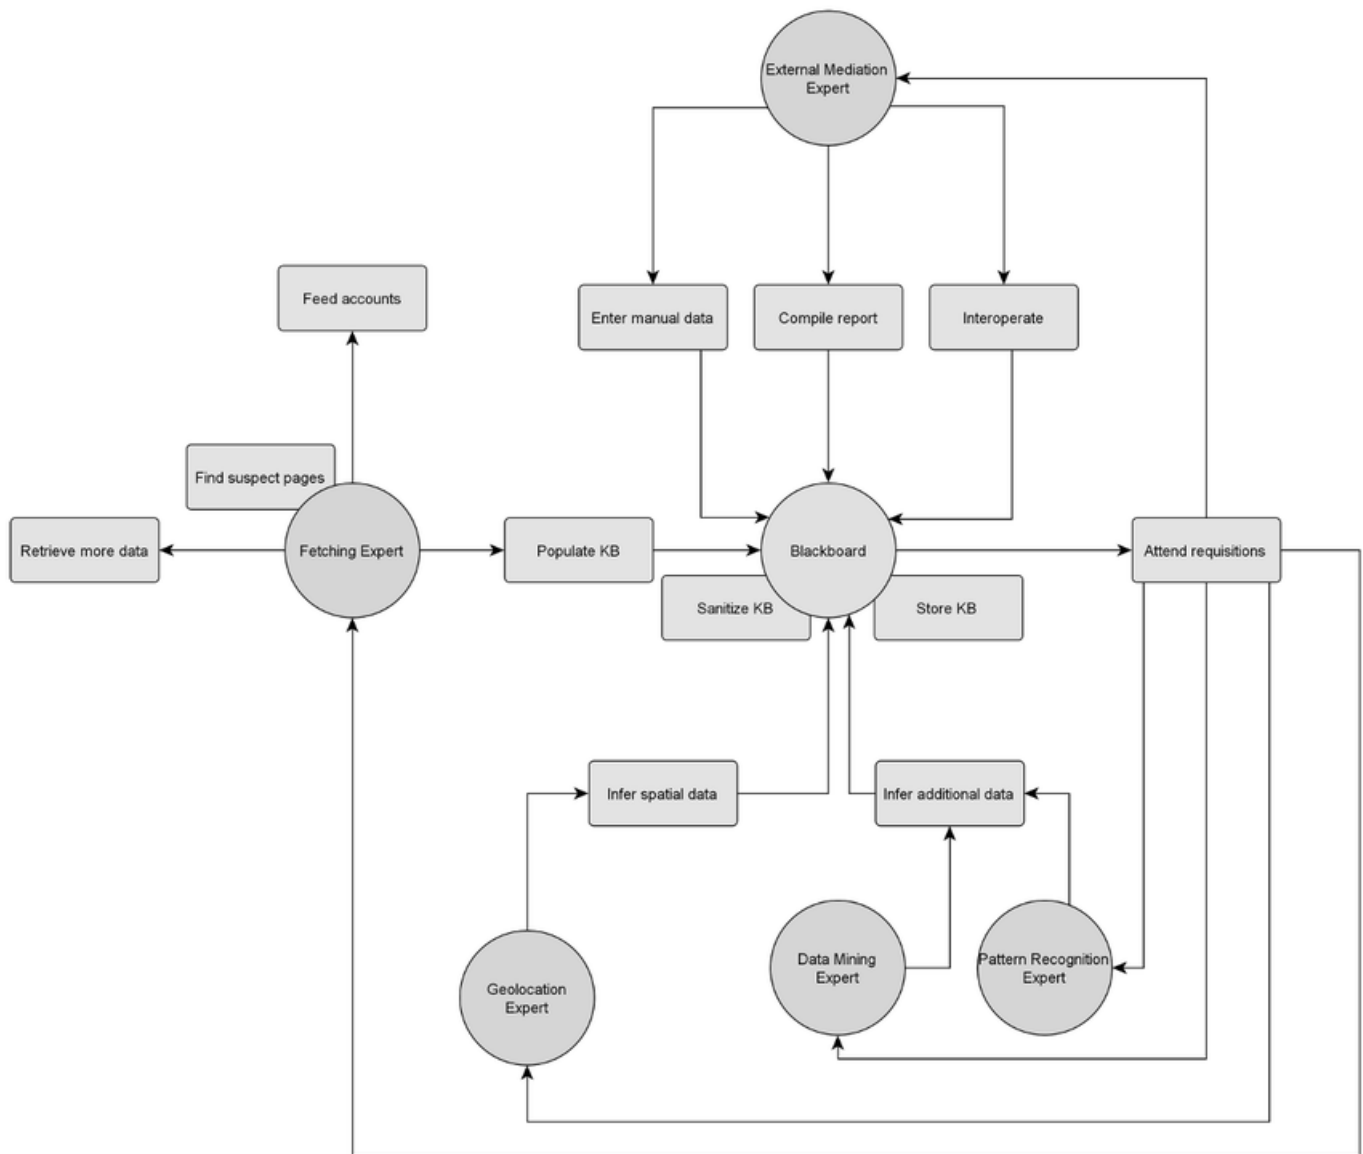 External Mediation
Expert
Feed accounts
Enter manual data
Compile report
Interoperate
Find suspect pages
Retrieve more data
Fetching Expert
Populate KB
Blackboard
Attend requisitions
Sanitize KB
Store KB
Infer spatial data
Infer additional data
Geolocation
Expert
Data Mining
Expert
Pattern Recognition
Expert